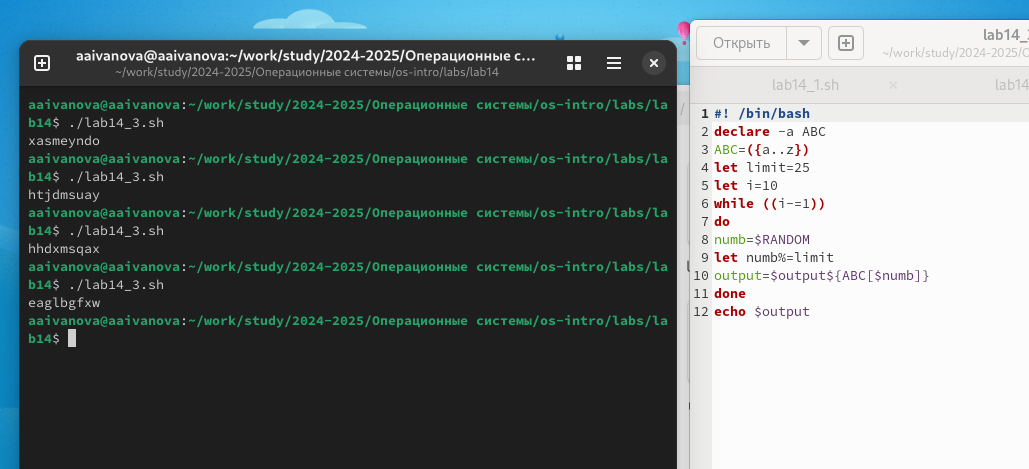 aaivanova@aaivanova:~/work/study/2024-2025/Операционные с...
~/work/study/2024-2025/Операционные системы/os-intro/labs/lab14
aaivanova@aaivanova:~/work/study/2024-2025/Операционные системы/os-intro/labs/la
b14$ ./lab14_3.sh
xasmeyndo
aaivanova@aaivanova:~/work/study/2024-2025/Операционные системы/os-intro/labs/la
b14$ ./lab14_3.sh
htjdmsuay
aaivanova@aaivanova:~/work/study/2024-2025/Операционные системы/os-intro/labs/la
b14$ ./lab14_3.sh
hhdxmsqax
aaivanova@aaivanova:~/work/study/2024-2025/Операционные системы/os-intro/labs/la
b14$ ./lab14_3.sh
eaglbgfxw
aaivanova@aaivanova:~/work/study/2024-2025/Операционные системы/os-intro/labs/la
b14$
Открыть
lab14_
~/work/study/2024-2025/О
lab14_1.sh
lab14
1 #! /bin/bash
2 declare -a ABC
3 ABC=({a..z})
4 let limit=25
5 let i=10
6 while ((i-=1))
7 do
8 numb=$RANDOM
9 let numb%=limit
10 output=$output${ABC[$numb]}
11 done
12 echo $output